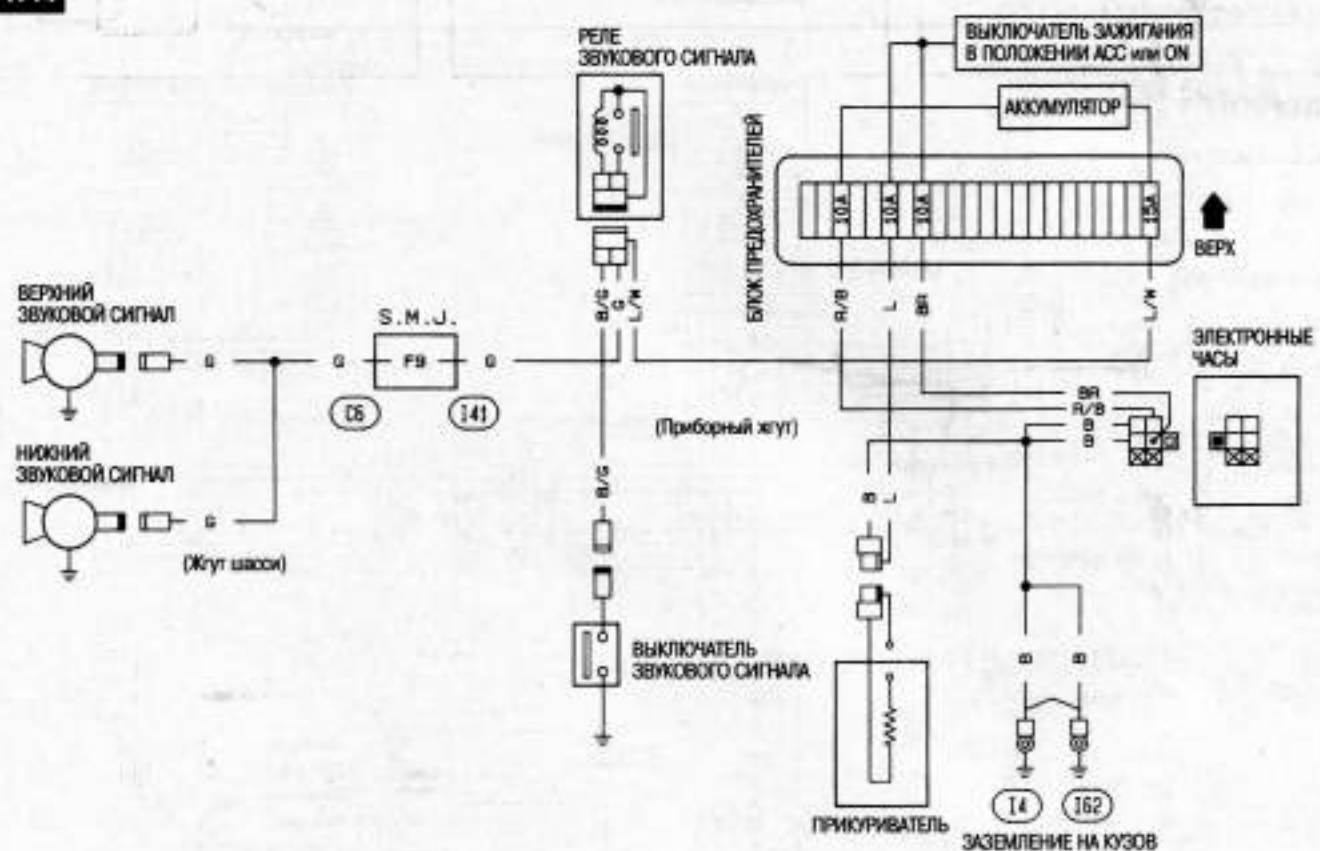 РЕЛЕ
ЗВУКОВОГО СИГНАЛА
ВЫКЛЮЧАТЕЛЬ ЗАЖИГАНИЯ
В ПОЛОЖЕНИИ ACC или ON
АККУМУЛЯТОР
БЛОК ПРЕДОХРАНИТЕЛЕЙ
10A
10A
10A
15A
ВЕРХ
B/G
G
L/W
R/B
L
BR
L/W
ВЕРХНИЙ
ЗВУКОВОЙ СИГНАЛ
S.M.J.
G
G
F9
G
C6
I41
ЭЛЕКТРОННЫЕ
ЧАСЫ
BR
R/B
B
B
(Приборный жгут)
НИЖНИЙ
ЗВУКОВОЙ СИГНАЛ
G
B/G
B
L
(Жгут шасси)
ВЫКЛЮЧАТЕЛЬ
ЗВУКОВОГО СИГНАЛА
B
B
ПРИКУРИВАТЕЛЬ
I4
I62
ЗАЗЕМЛЕНИЕ НА КУЗОВ